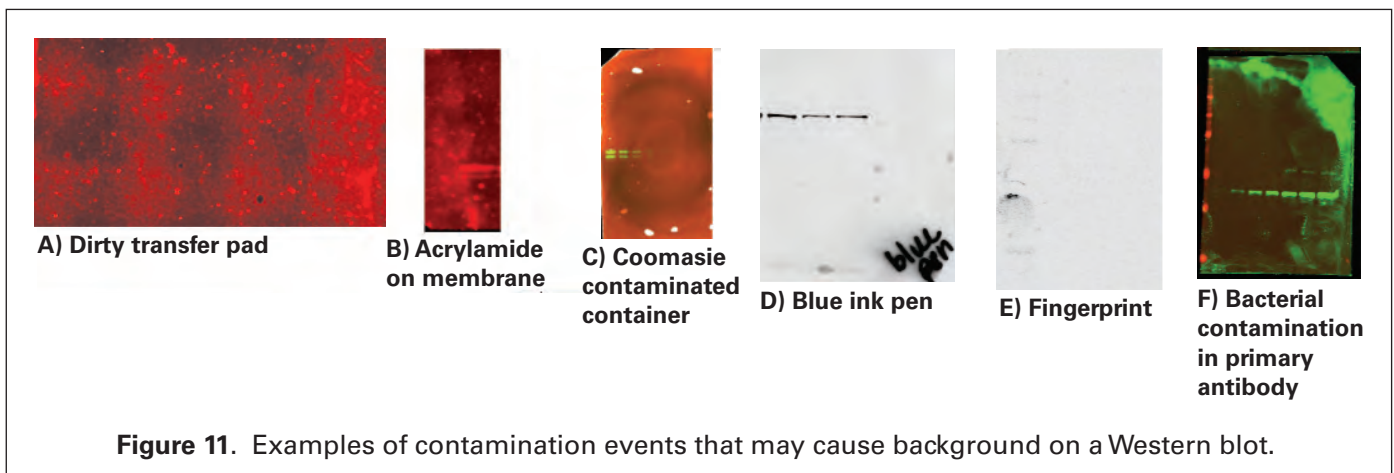 A) Dirty transfer pad
B) Acrylamide
on membrane
C) Coomasie
contaminated
container
blue
pen
D) Blue ink pen
E) Fingerprint
F) Bacterial
contamination
in primary
antibody
Figure 11. Examples of contamination events that may cause background on a Western blot.